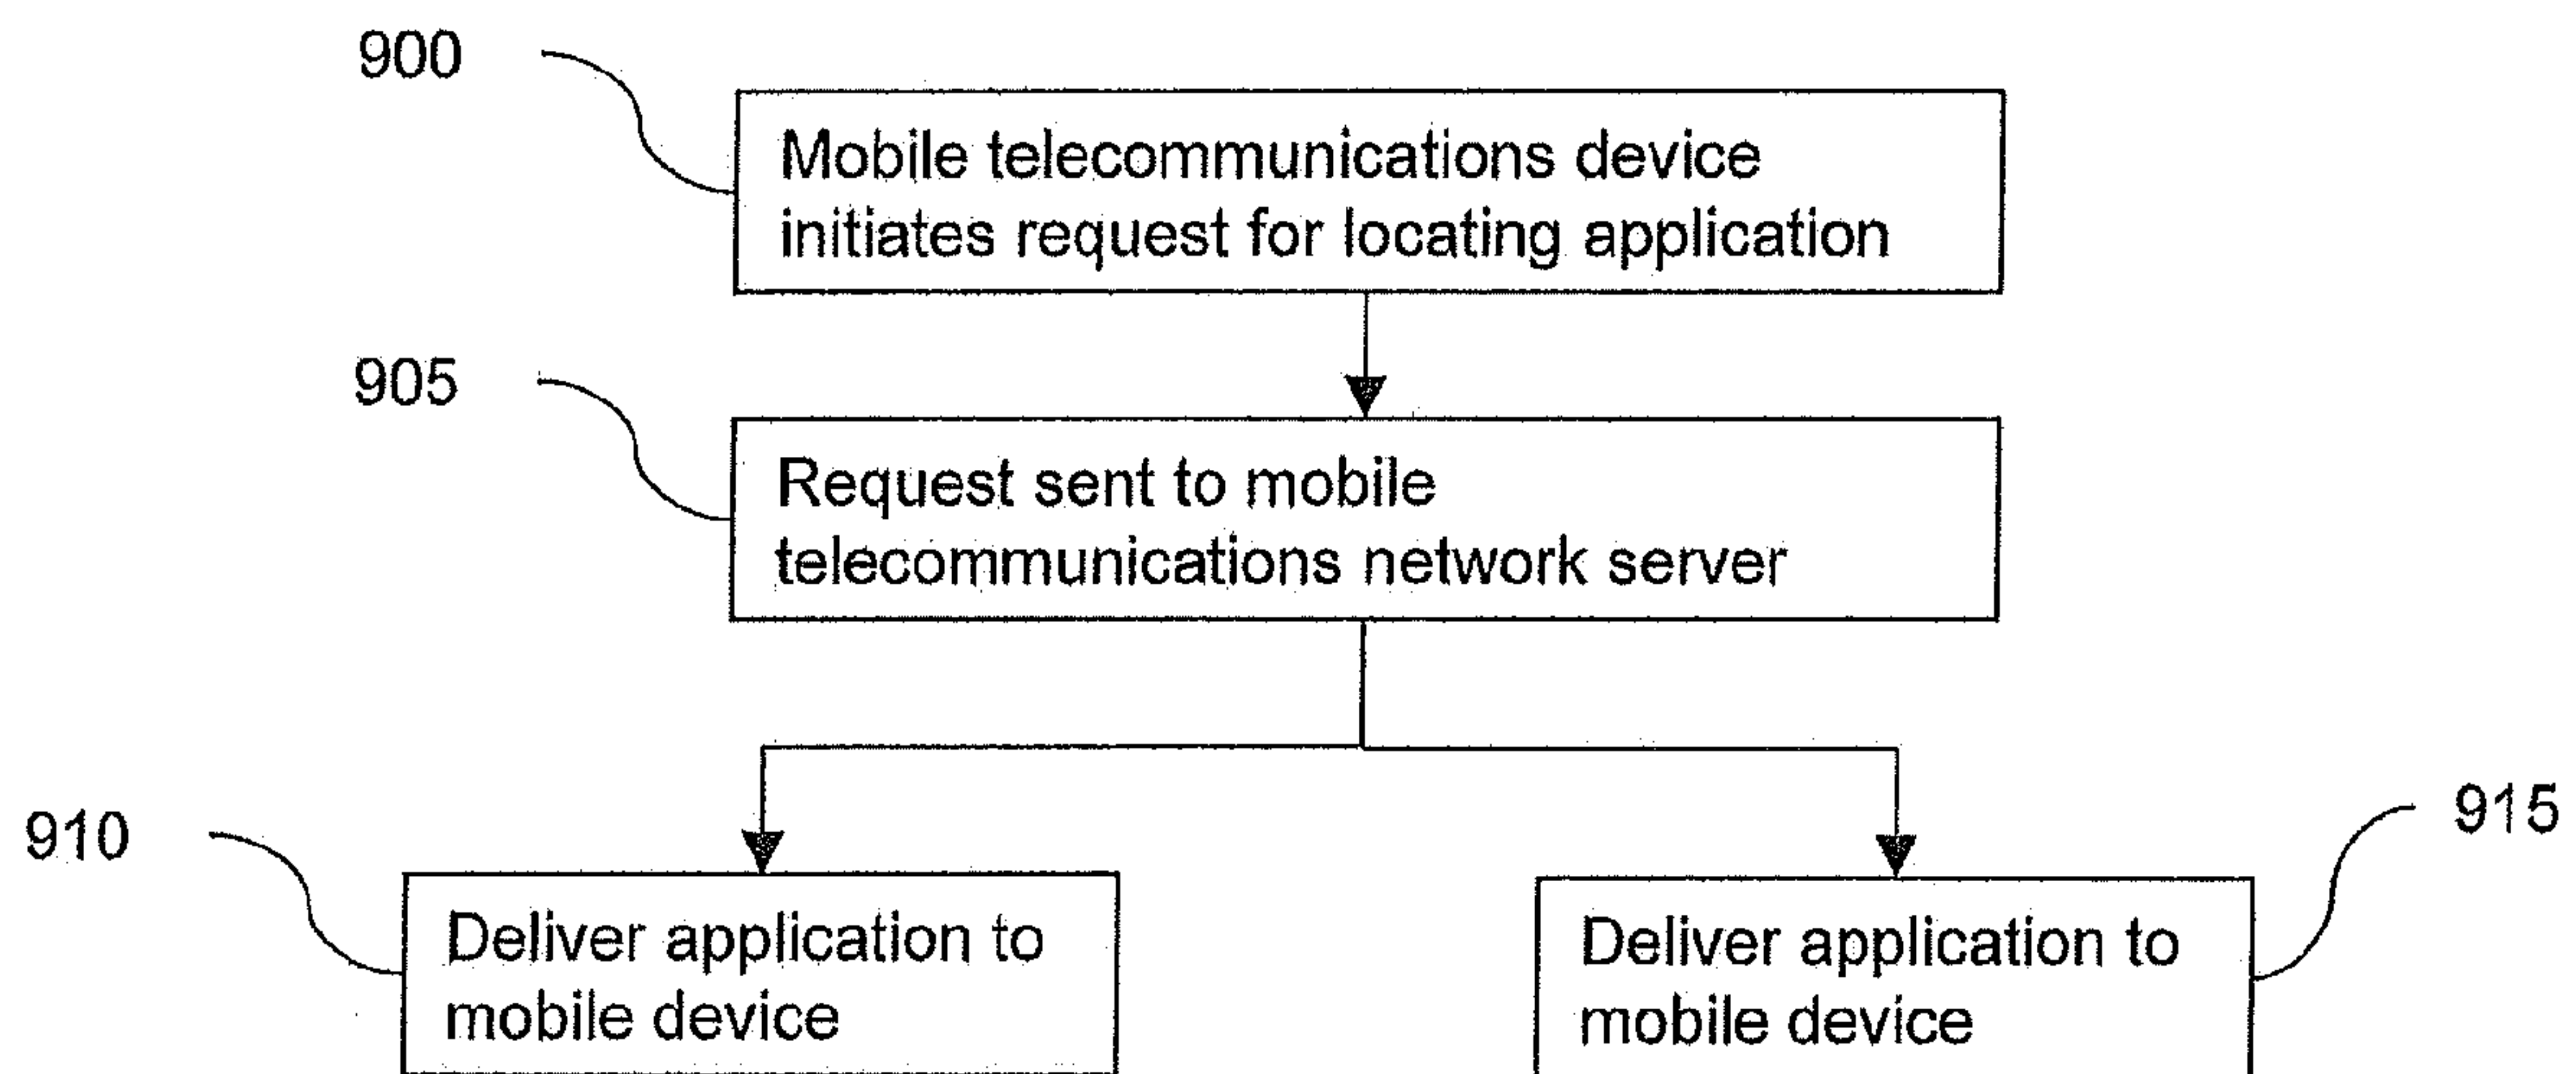 900
Mobile telecommunications device
initiates request for locating application
905
Request sent to mobile
telecommunications network server
910
Deliver application to
mobile device
915
Deliver application to
mobile device